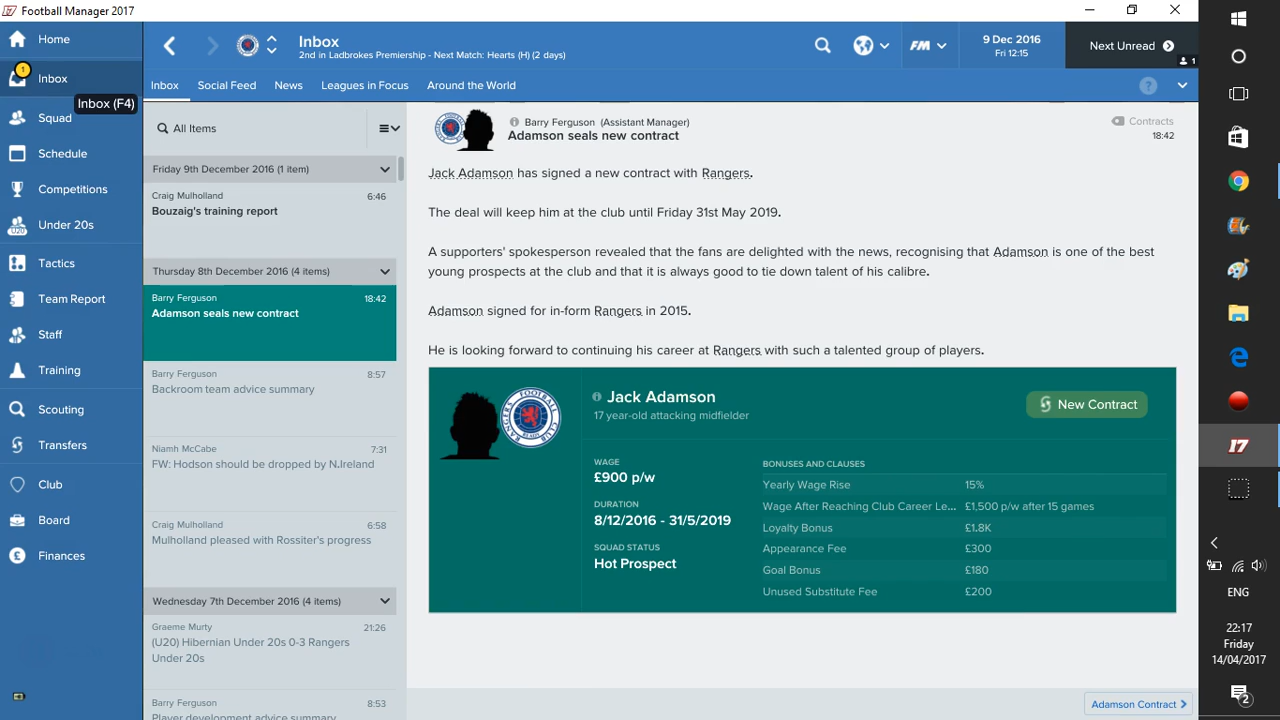 Football Manager 2017
Home
1
Inbox
Inbox (F4)
Squad
Schedule
Competitions
Under 20s
Tactics
Team Report
Staff
Training
Scouting
Transfers
Club
Board
Finances
Inbox
2nd in Ladbrokes Premiership - Next Match: Hearts (H) (2 days)
FM
9 Dec 2016
Fri 12:15
Next Unread
1
Inbox
Social Feed
News
Leagues in Focus
Around the World
?
All Items
Friday 9th December 2016 (1 item)
Craig Mulholland 6:46
Bouzaig's training report
Thursday 8th December 2016 (4 items)
Barry Ferguson 18:42
Adamson seals new contract
Barry Ferguson 8:57
Backroom team advice summary
Niamh McCabe 7:31
FW: Hodson should be dropped by N.Ireland
Craig Mulholland 6:58
Mulholland pleased with Rossiter's progress
Wednesday 7th December 2016 (4 items)
Graeme Murty 21:26
(U20) Hibernian Under 20s 0-3 Rangers
Under 20s
Barry Ferguson 8:53
Player development advice summary
Barry Ferguson (Assistant Manager)
Adamson seals new contract
Contracts
18:42
Jack Adamson has signed a new contract with Rangers.
The deal will keep him at the club until Friday 31st May 2019.
A supporters' spokesperson revealed that the fans are delighted with the news, recognising that Adamson is one of the best
young prospects at the club and that it is always good to tie down talent of his calibre.
Adamson signed for in-form Rangers in 2015.
He is looking forward to continuing his career at Rangers with such a talented group of players.
RANGERS FOOTBALL CLUB
Jack Adamson
17 year-old attacking midfielder
New Contract
WAGE
£900 p/w
DURATION
8/12/2016 - 31/5/2019
SQUAD STATUS
Hot Prospect
BONUSES AND CLAUSES
Yearly Wage Rise 15%
Wage After Reaching Club Career Le... £1,500 p/w after 15 games
Loyalty Bonus £1.8K
Appearance Fee £300
Goal Bonus £180
Unused Substitute Fee £200
Adamson Contract
17
ENG
22:17
Friday
14/04/2017
2